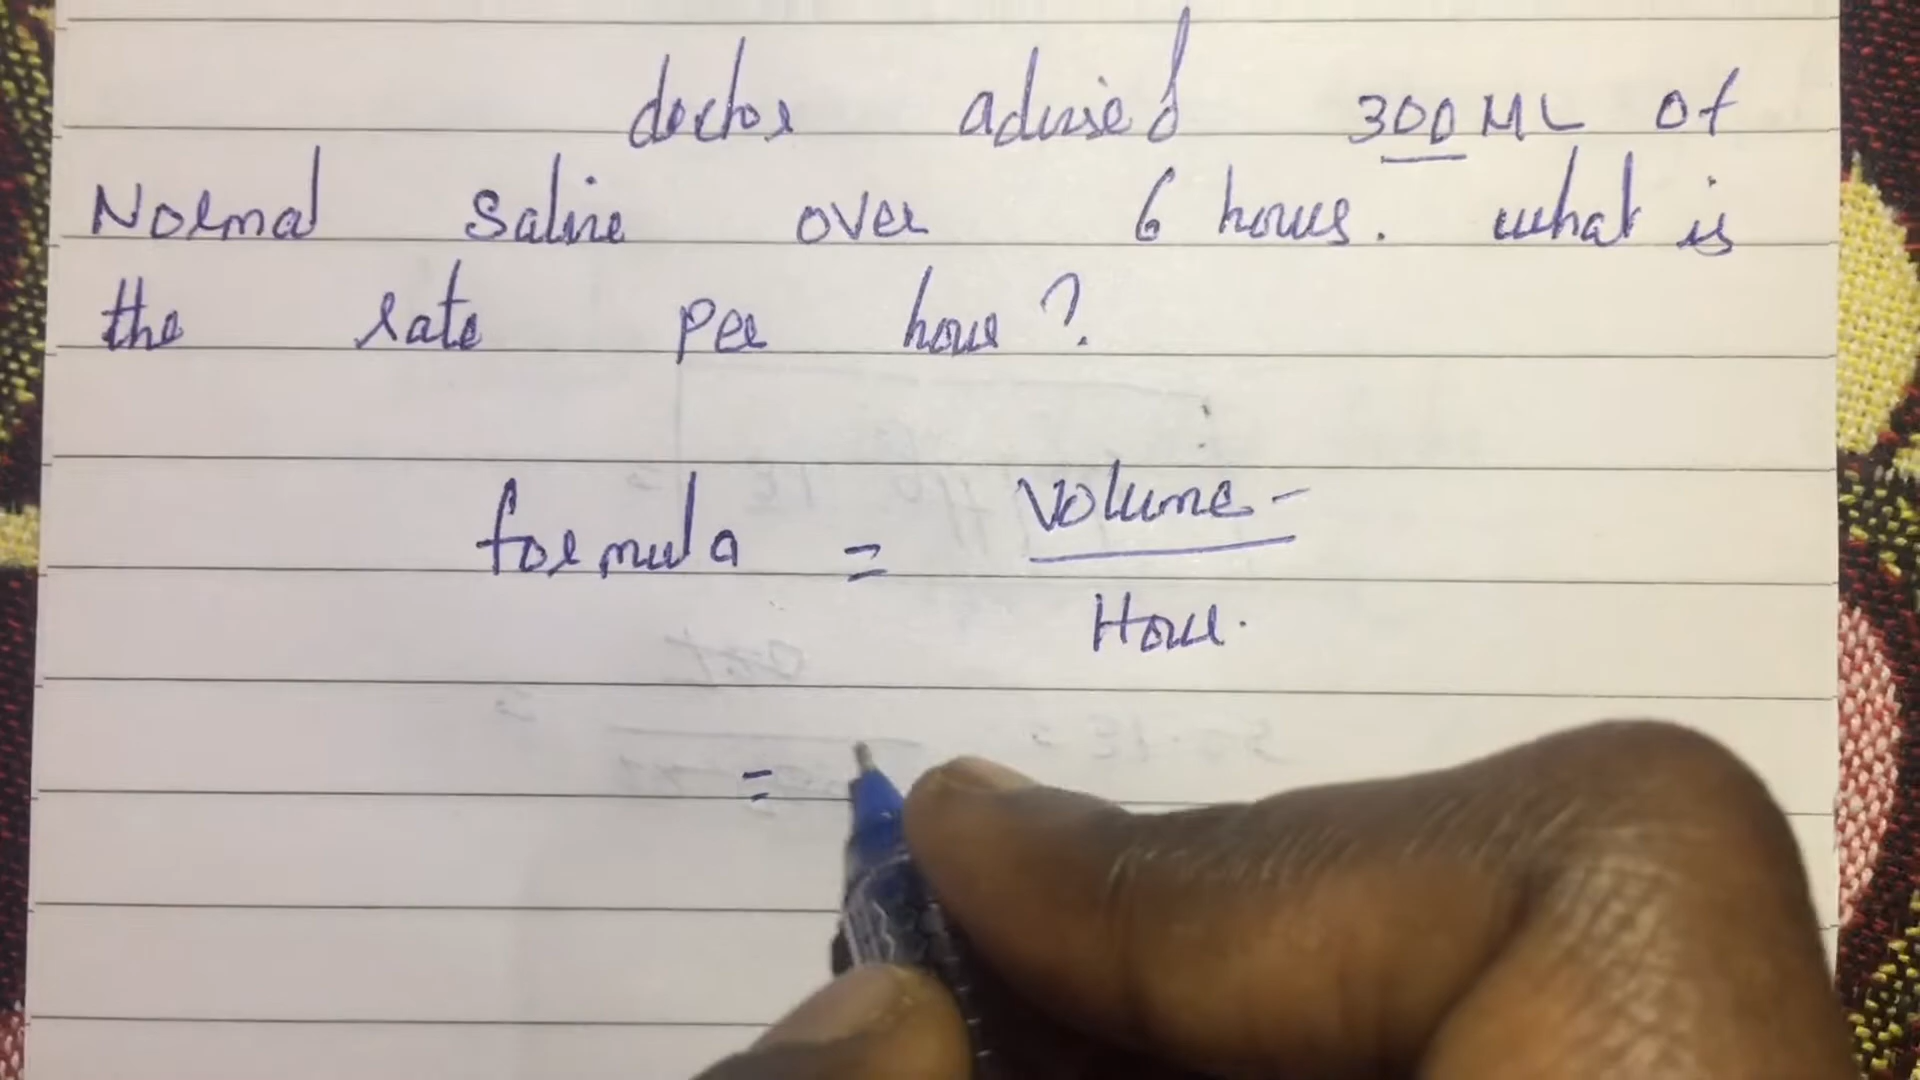 doctor advised 300 ML of
Normal saline over 6 hours. what is
the rate per hour?
formula = Volume -
Hour.
=